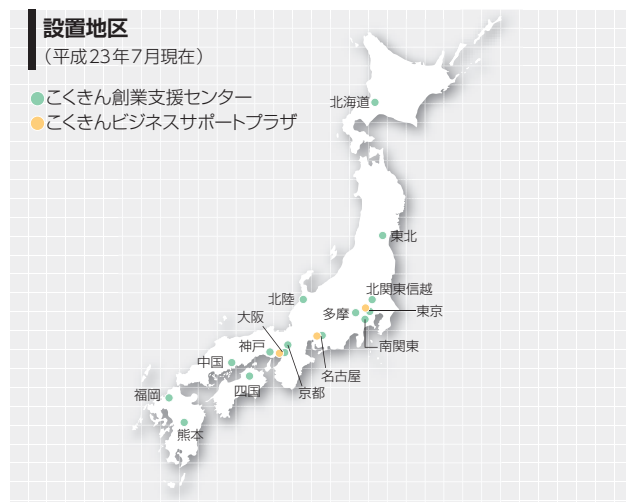 設置地区
（平成23年7月現在）
こくきん創業支援センター
こくきんビジネスサポートプラザ
北海道
東北
北関東信越
北陸
多摩
東京
大阪
南関東
神戸
中国
名古屋
四国
京都
福岡
熊本